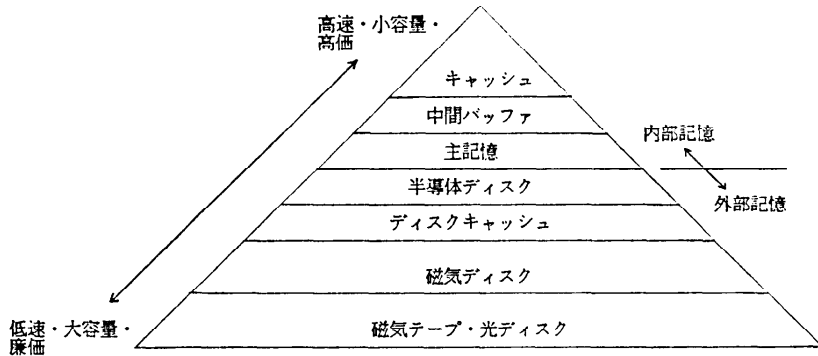 高速・小容量・
高価
キャッシュ
中間バッファ
主記憶
内部記憶
半導体ディスク
外部記憶
ディスクキャッシュ
磁気ディスク
低速・大容量・
廉価
磁気テープ・光ディスク